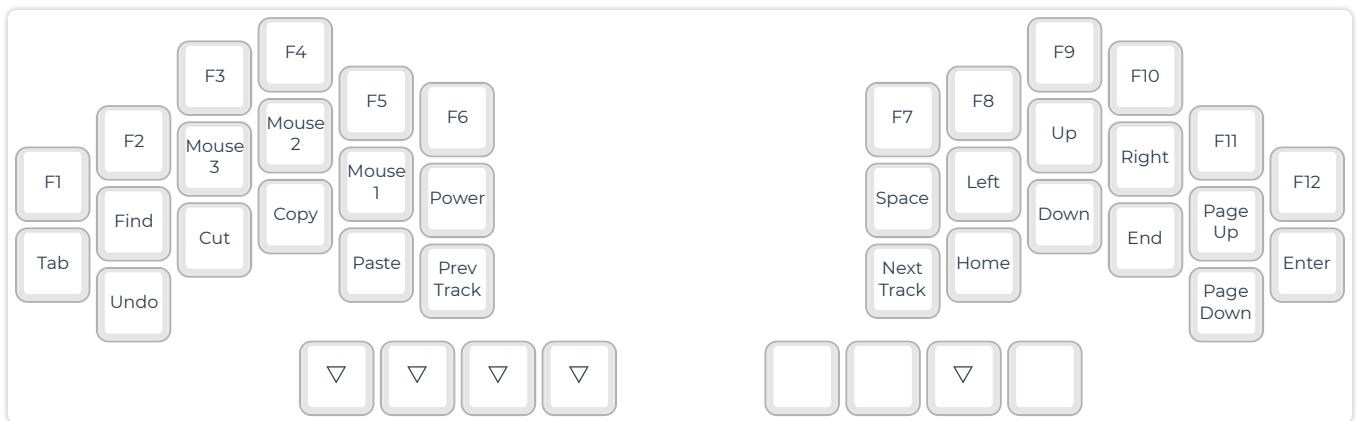 F4
F9
F3
F10
F5
F8
F6
F7
F2
F11
Mouse
2
Up
Mouse
3
Right
F1
Mouse
1
Left
F12
Power
Space
Find
Page
Up
Copy
Down
Cut
End
Tab
Paste
Prev
Track
Next
Track
Home
Enter
Undo
Page
Down